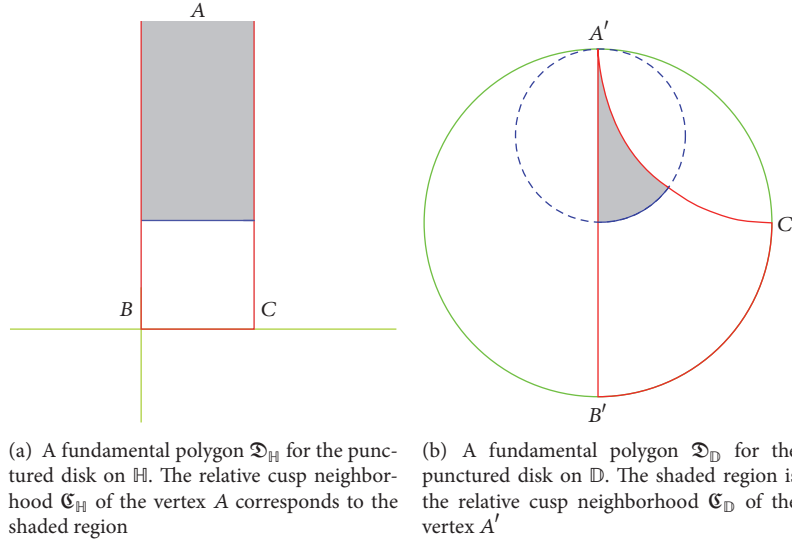 A
A′
B
C
C
B′
(a) A fundamental polygon 𝔇ℍ for the punc-
tured disk on ℍ. The relative cusp neighbor-
hood ℭℍ of the vertex A corresponds to the
shaded region
(b) A fundamental polygon 𝔇𝔻 for the
punctured disk on 𝔻. The shaded region is
the relative cusp neighborhood ℭ𝔻 of the
vertex A′